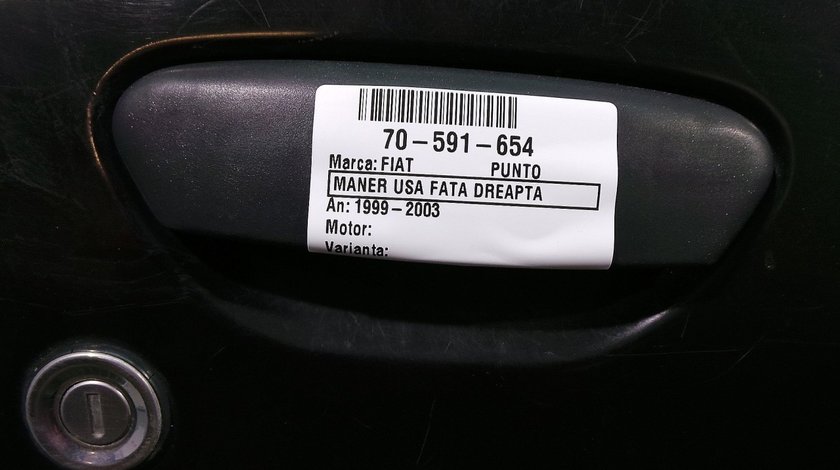 70-591-654
Marca: FIAT PUNTO
MANER USA FATA DREAPTA
An: 1999-2003
Motor:
Varianta: